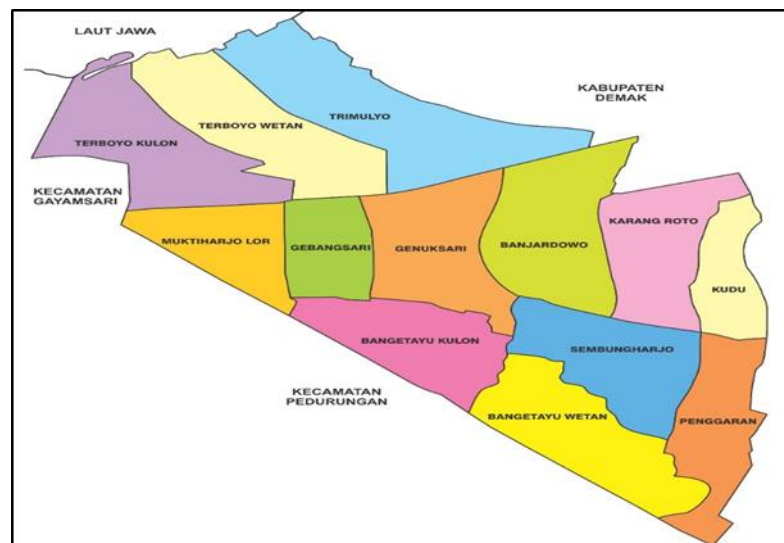 LAUT JAWA
KABUPATEN
DEMAK
TRIMULYO
TERBOYO WETAN
TERBOYO KULON
KECAMATAN
GAYAMSARI
KARANG ROTO
MUKTIHARJO LOR
GEBANGSARI
GENUKSARI
BANJARDOWO
KUDU
BANGETAYU KULON
SEMBUNGHARJO
KECAMATAN
PEDURUNGAN
BANGETAYU WETAN
PENGGARAN